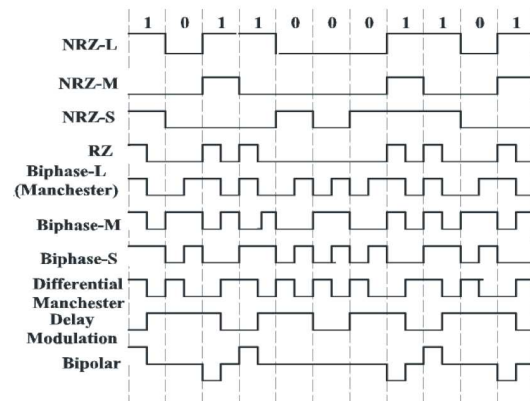 1 0 1 1 0 0 0 1 1 0 1
NRZ-L
NRZ-M
NRZ-S
RZ
Biphase-L
(Manchester)
Biphase-M
Biphase-S
Differential
Manchester
Delay
Modulation
Bipolar